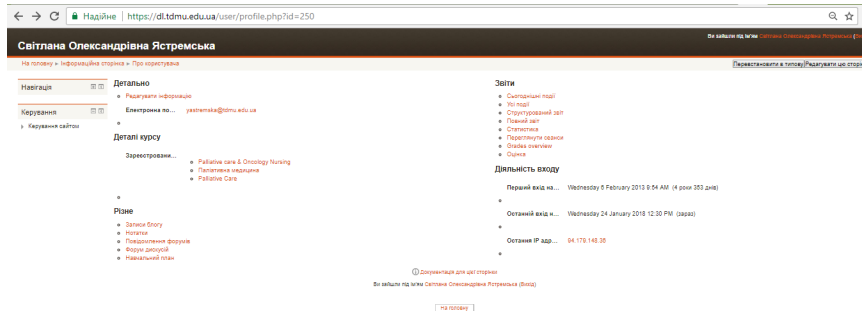 Надійне | https://dl.tdmu.edu.ua/user/profile.php?id=250
Ви зайшли під ім'ям Світлана Олександрівна Ястремська
Світлана Олександрівна Ястремська
На головну ► Інформаційна сторінка ► Про користувача
Перевстановити в типову Редагувати цю сторін
Навігація
Керування
Керування сайтом
Детально
Редагувати інформацію
Електронна по... yastremska@tdmu.edu.ua
Деталі курсу
Зареєстровани...
Palliative care & Oncology Nursing
Паліативна медицина
Palliative Care
Різне
Записи блогу
Нотатки
Повідомлення форумів
Форум дискусій
Навчальний план
Звіти
Сьогоднішні події
Усі події
Структурований звіт
Повний звіт
Статистика
Переглянути сеанси
Grades overview
Оцінка
Діяльність входу
Перший вхід на... Wednesday 6 February 2013 9:54 AM (4 роки 353 днів)
Останній вхід н... Wednesday 24 January 2018 12:30 PM (зараз)
Остання IP адр... 94.179.148.36
Документація для цієї сторінки
Ви зайшли під ім'ям Світлана Олександрівна Ястремська (Вихід)
На головну